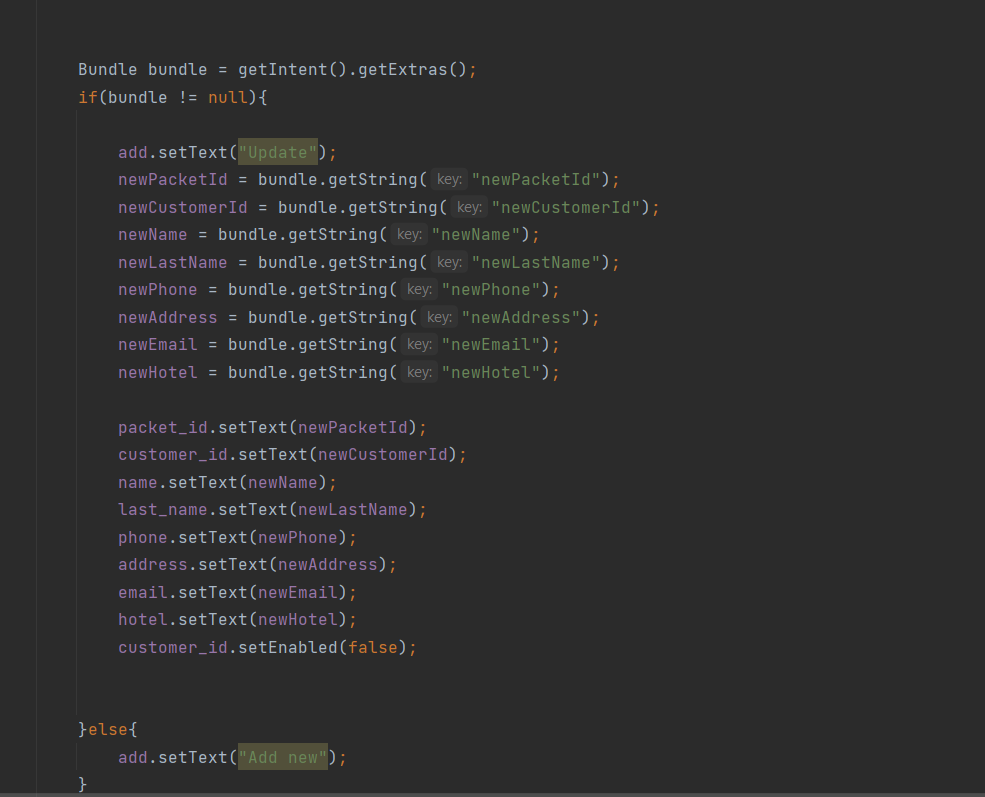 Bundle bundle = getIntent().getExtras();
if(bundle != null){
add.setText("Update");
newPacketId = bundle.getString( key: "newPacketId");
newCustomerId = bundle.getString( key: "newCustomerId");
newName = bundle.getString( key: "newName");
newLastName = bundle.getString( key: "newLastName");
newPhone = bundle.getString( key: "newPhone");
newAddress = bundle.getString( key: "newAddress");
newEmail = bundle.getString( key: "newEmail");
newHotel = bundle.getString( key: "newHotel");
packet_id.setText(newPacketId);
customer_id.setText(newCustomerId);
name.setText(newName);
last_name.setText(newLastName);
phone.setText(newPhone);
address.setText(newAddress);
email.setText(newEmail);
hotel.setText(newHotel);
customer_id.setEnabled(false);
}else{
add.setText("Add new");
}